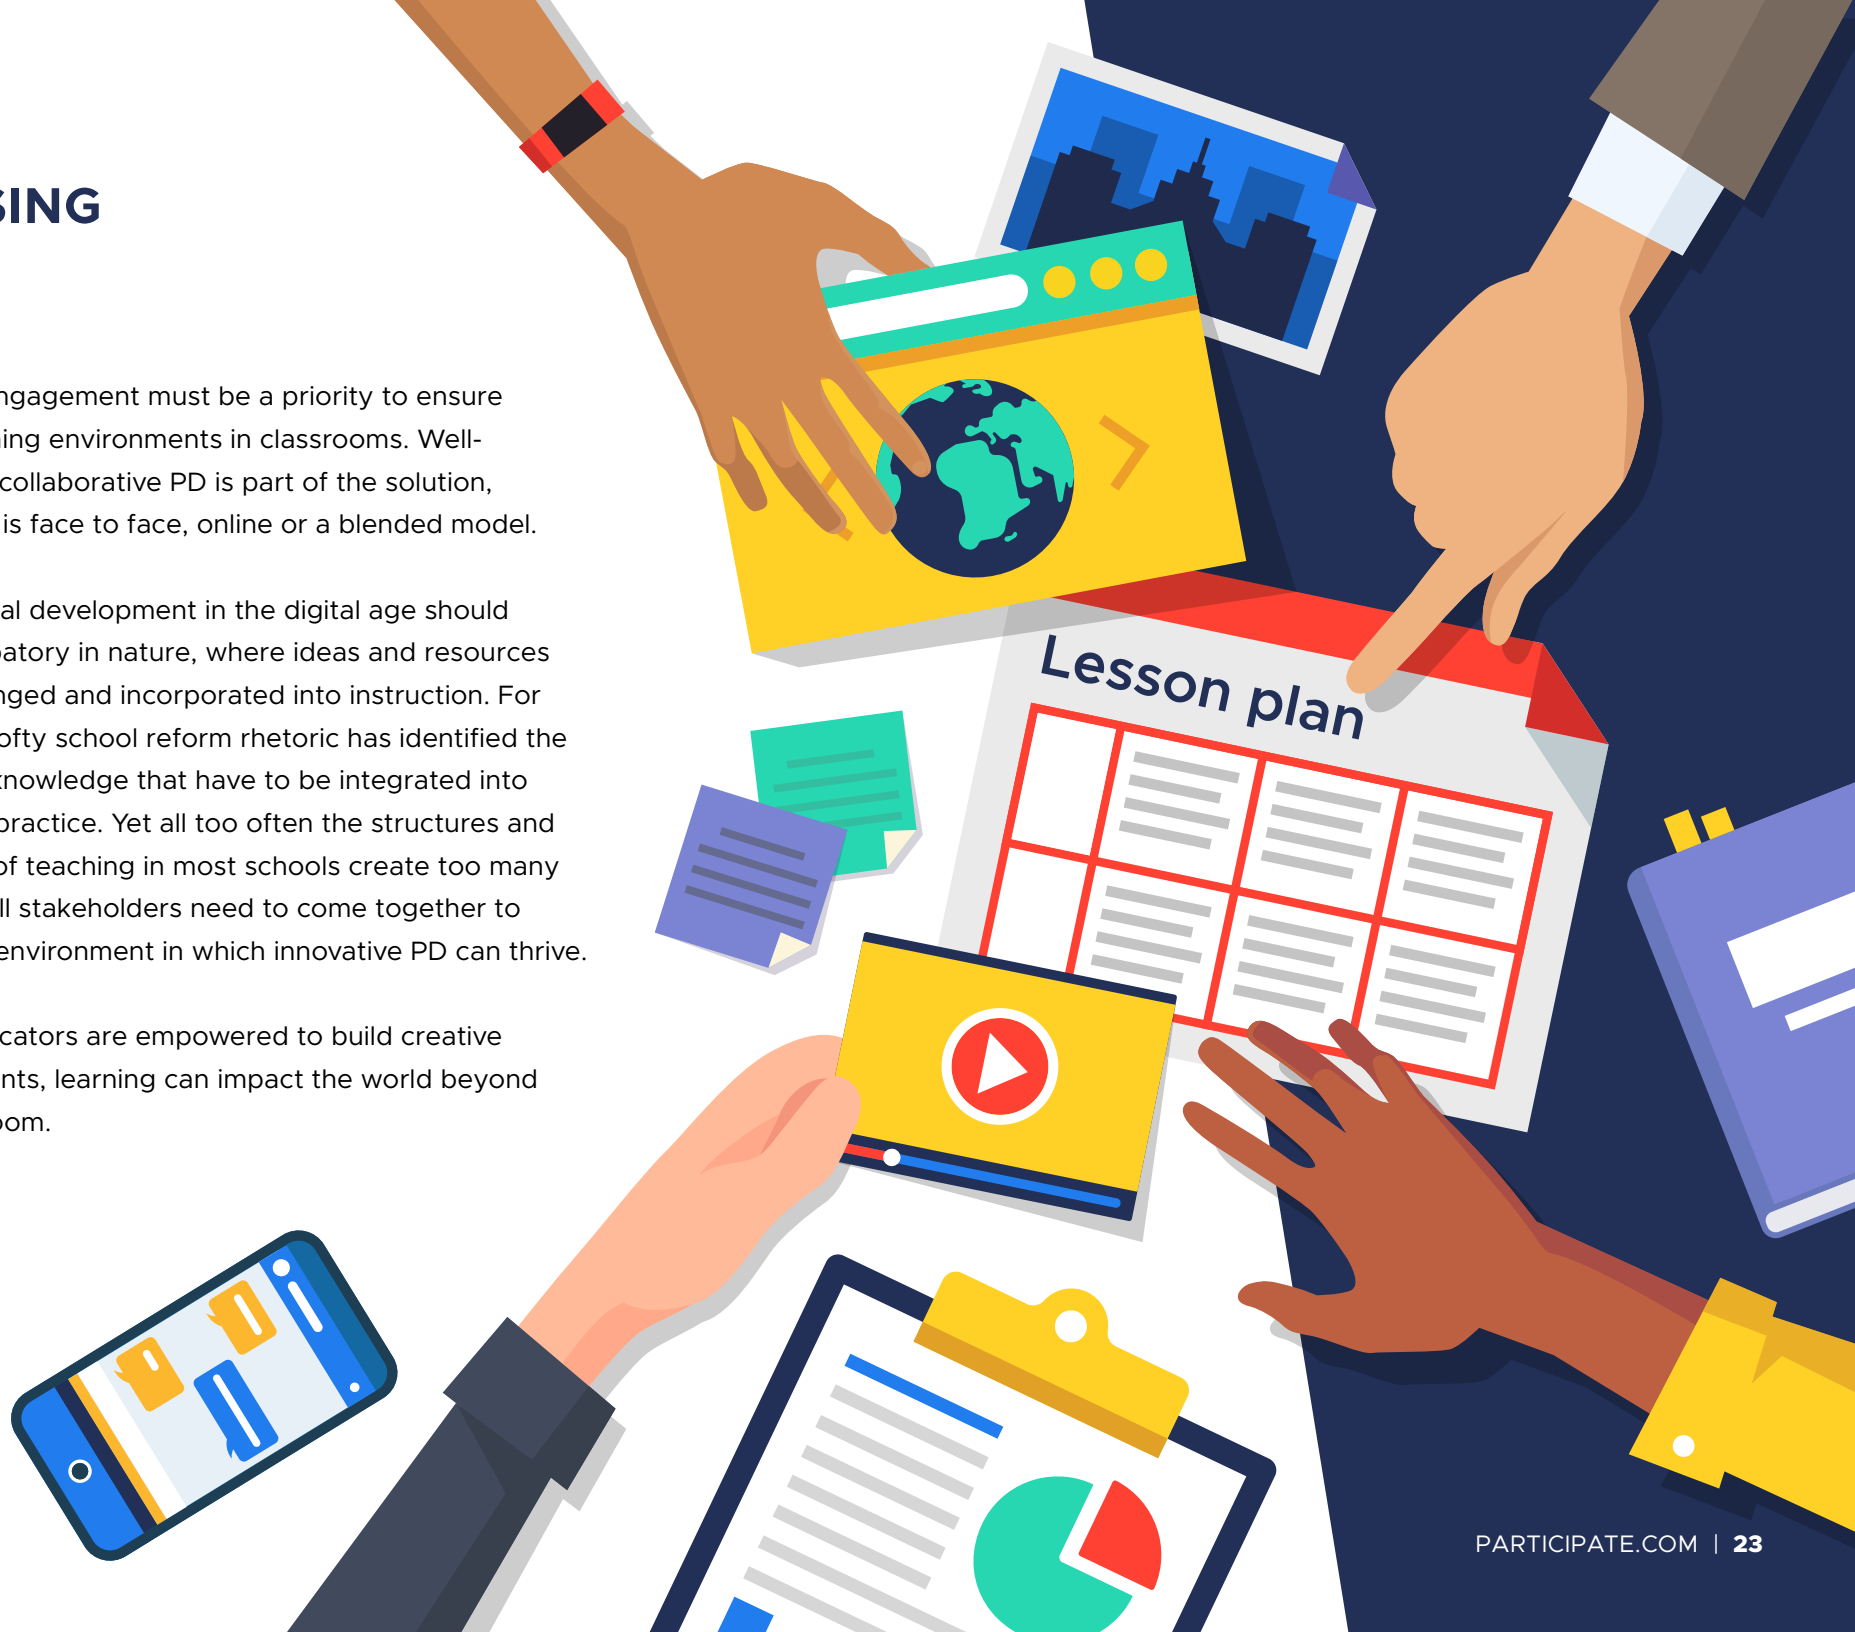 SING
ngagement must be a priority to ensure
ing environments in classrooms. Well-
collaborative PD is part of the solution,
is face to face, online or a blended model.
al development in the digital age should
patory in nature, where ideas and resources
nged and incorporated into instruction. For
ofty school reform rhetoric has identified the
knowledge that have to be integrated into
practice. Yet all too often the structures and
of teaching in most schools create too many
ll stakeholders need to come together to
environment in which innovative PD can thrive.
cators are empowered to build creative
nts, learning can impact the world beyond
oom.
Lesson plan
PARTICIPATE.COM | 23